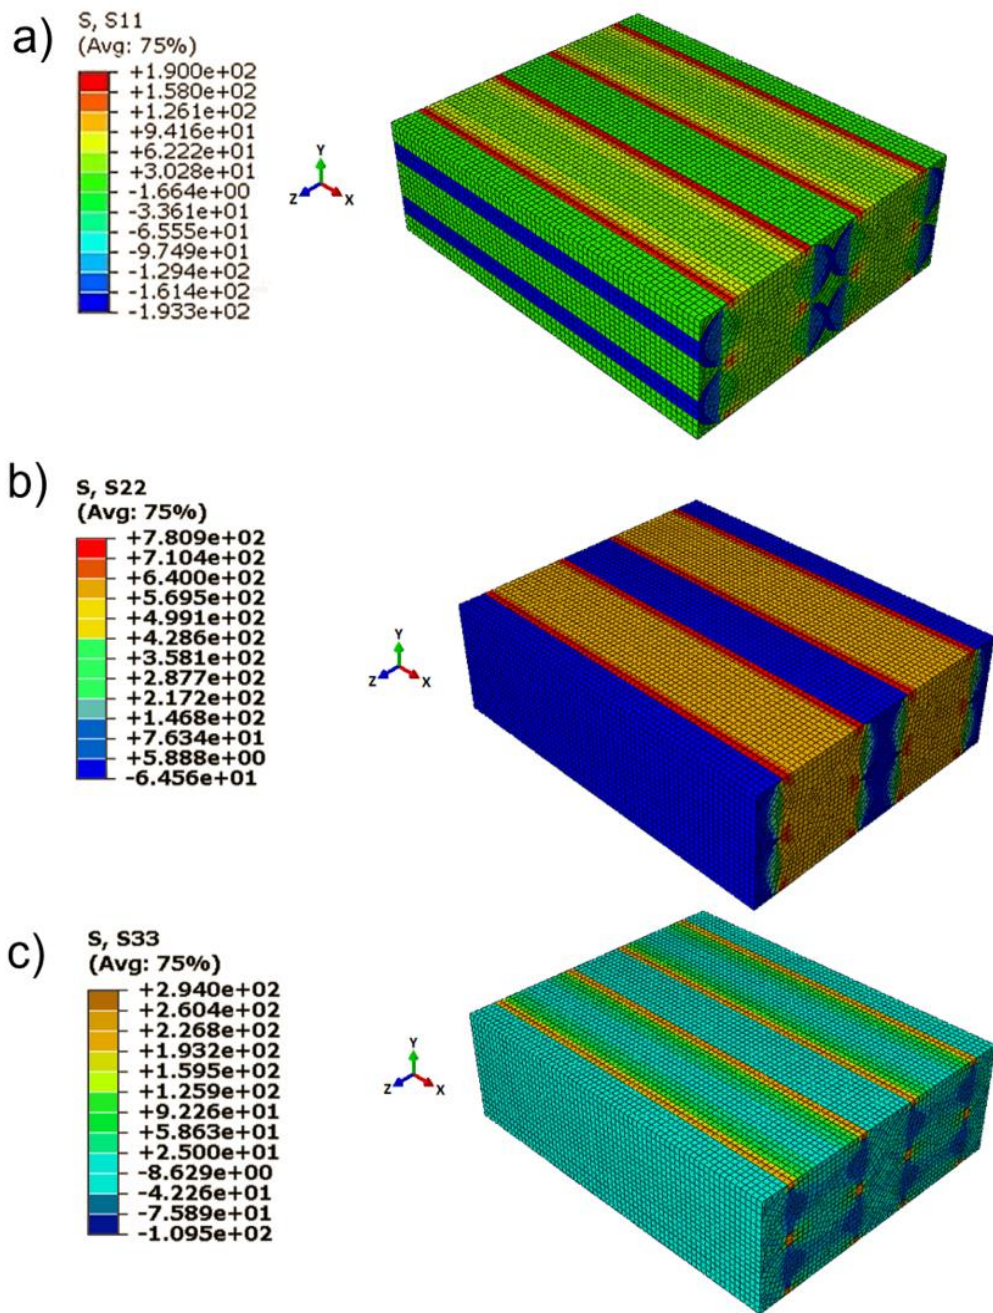 a)
S, S11
(Avg: 75%)
+1.900e+02
+1.580e+02
+1.261e+02
+9.416e+01
+6.222e+01
+3.028e+01
-1.664e+00
-3.361e+01
-6.555e+01
-9.749e+01
-1.294e+02
-1.614e+02
-1.933e+02
Y
Z
X
b)
S, S22
(Avg: 75%)
+7.809e+02
+7.104e+02
+6.400e+02
+5.695e+02
+4.991e+02
+4.286e+02
+3.581e+02
+2.877e+02
+2.172e+02
+1.468e+02
+7.634e+01
+5.888e+00
-6.456e+01
Y
Z
X
c)
S, S33
(Avg: 75%)
+2.940e+02
+2.604e+02
+2.268e+02
+1.932e+02
+1.595e+02
+1.259e+02
+9.226e+01
+5.863e+01
+2.500e+01
-8.629e+00
-4.226e+01
-7.589e+01
-1.095e+02
Y
Z
X